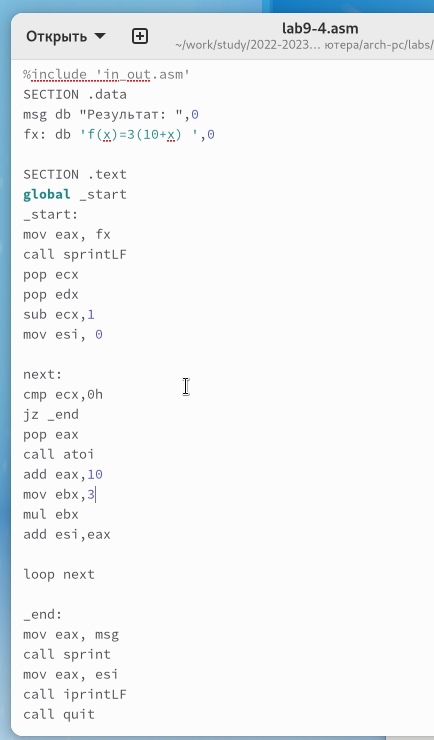 Открыть
lab9-4.asm
~/work/study/2022-2023... ютера/arch-pc/labs/
%include 'in_out.asm'
SECTION .data
msg db "Результат: ",0
fx: db 'f(x)=3(10+x) ',0
SECTION .text
global _start
_start:
mov eax, fx
call sprintLF
pop ecx
pop edx
sub ecx,1
mov esi, 0
next:
cmp ecx,0h
jz _end
pop eax
call atoi
add eax,10
mov ebx,3
mul ebx
add esi,eax
loop next
_end:
mov eax, msg
call sprint
mov eax, esi
call iprintLF
call quit